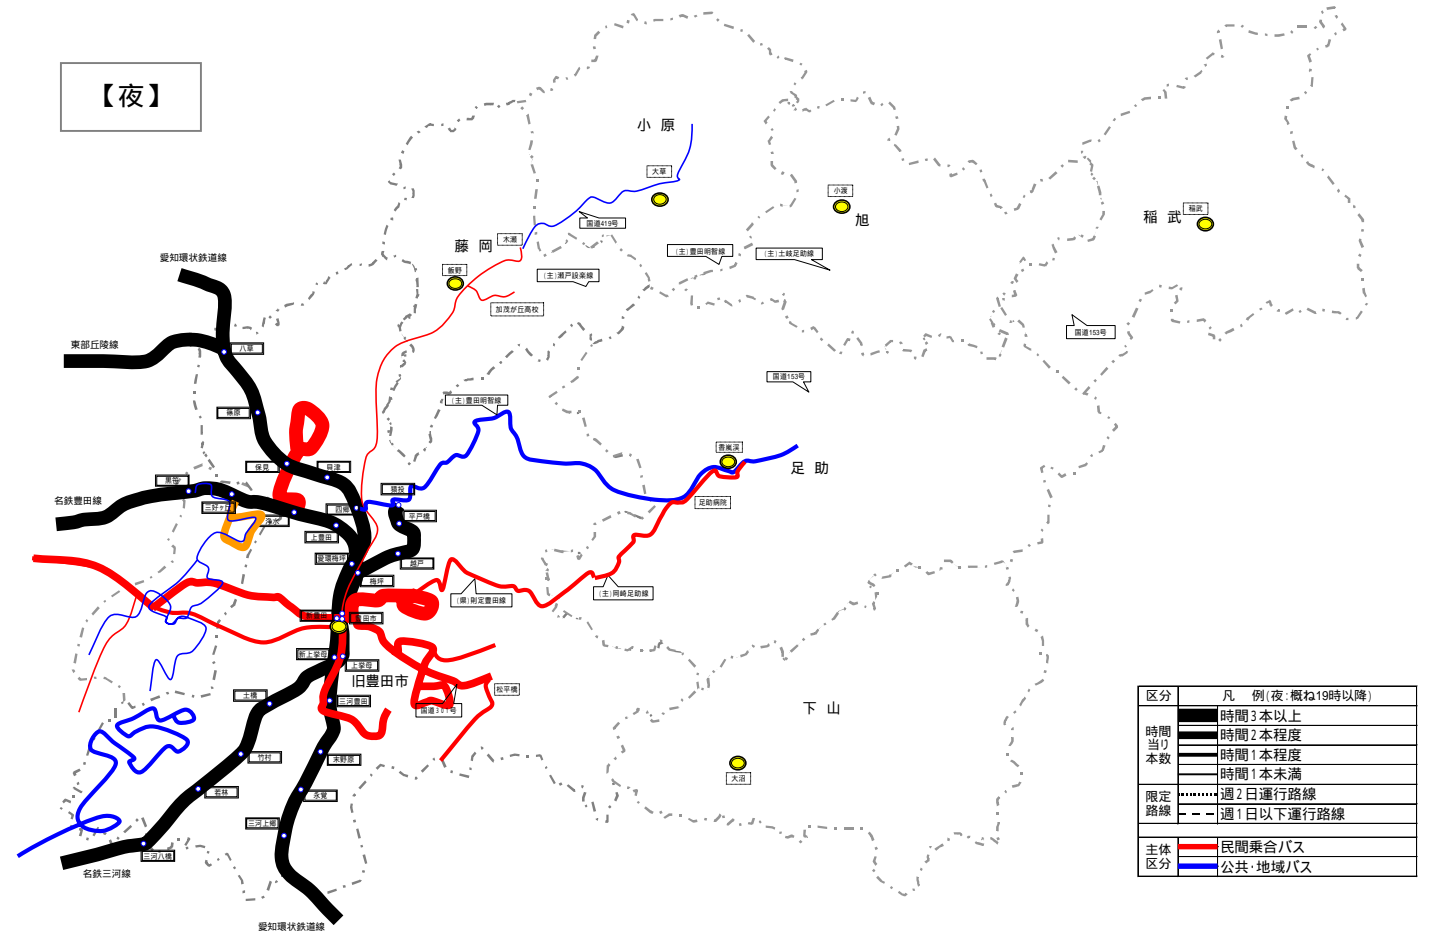 【夜】
小 原
大草
小渡
旭
稲 武
稲武
国道419号
藤 岡
木瀬
(主)豊田明智線
(主)土岐足助線
愛知環状鉄道線
飯野
(主)瀬戸設楽線
加茂が丘高校
国道153号
東部丘陵線
八草
国道153号
篠原
(主)豊田明智線
香嵐渓
足 助
保見
貝津
黒笹
猿投
足助病院
名鉄豊田線
三好ヶ丘
浄水
四郷
平戸橋
上豊田
愛環梅坪
越戸
梅坪
(県)則定豊田線
(主)岡崎足助線
新豊田
豊田市
新上挙母
上挙母
旧豊田市
松平橋
土橋
三河豊田
国道301号
下 山
竹村
末野原
大沼
若林
永覚
三河上郷
三河八橋
名鉄三河線
愛知環状鉄道線
区分
凡 例(夜:概ね19時以降)
時間
当り
本数
時間3本以上
時間2本程度
時間1本程度
時間1本未満
限定
路線
週2日運行路線
週1日以下運行路線
主体
区分
民間乗合バス
公共・地域バス